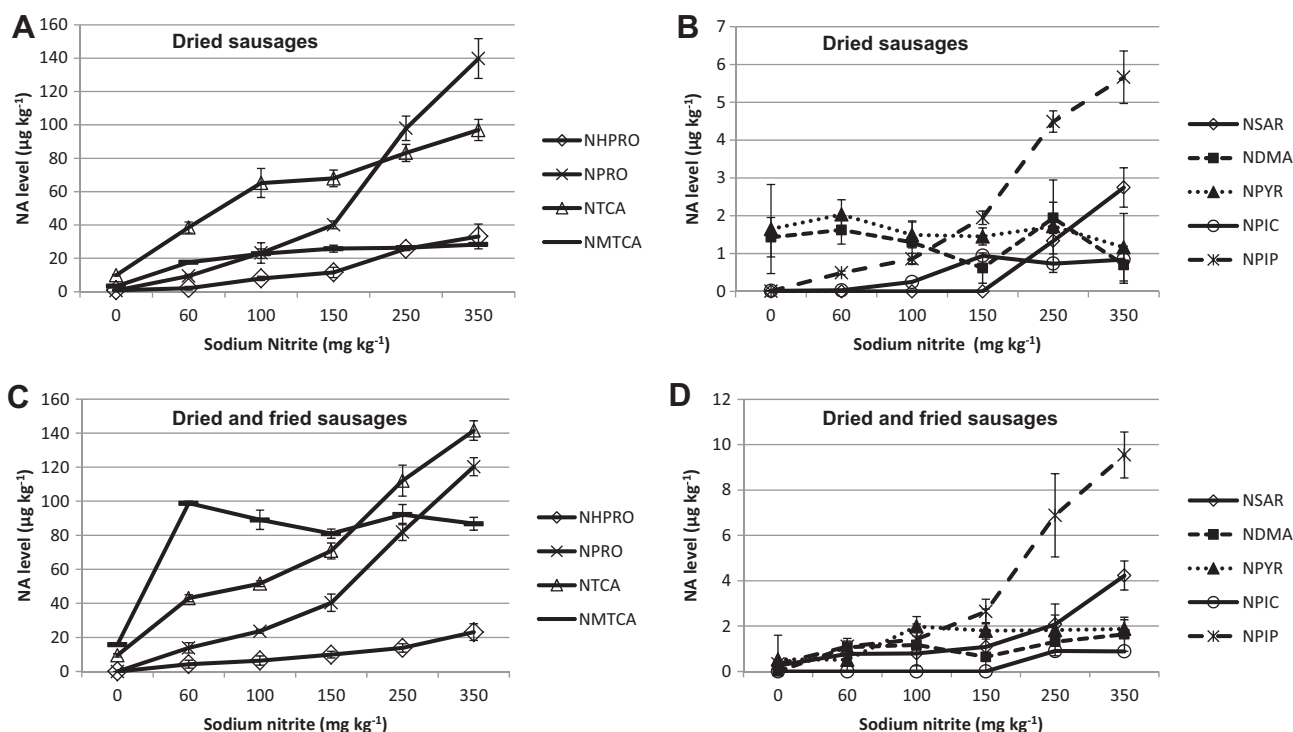 A
Dried sausages
NA level (µg kg⁻¹)
160
140
120
100
80
60
40
20
0
0 60 100 150 250 350
Sodium Nitrite (mg kg⁻¹)
NHPRO
NPRO
NTCA
NMTCA
B
Dried sausages
NA level (µg kg⁻¹)
7
6
5
4
3
2
1
0
0 60 100 150 250 350
Sodium nitrite (mg kg⁻¹)
NSAR
NDMA
NPYR
NPIC
NPIP
C
Dried and fried sausages
NA level (µg kg⁻¹)
160
140
120
100
80
60
40
20
0
0 60 100 150 250 350
Sodium nitrite (mg kg⁻¹)
NHPRO
NPRO
NTCA
NMTCA
D
Dried and fried sausages
NA level (µg kg⁻¹)
12
10
8
6
4
2
0
0 60 100 150 250 350
Sodium nitrite (mg kg⁻¹)
NSAR
NDMA
NPYR
NPIC
NPIP